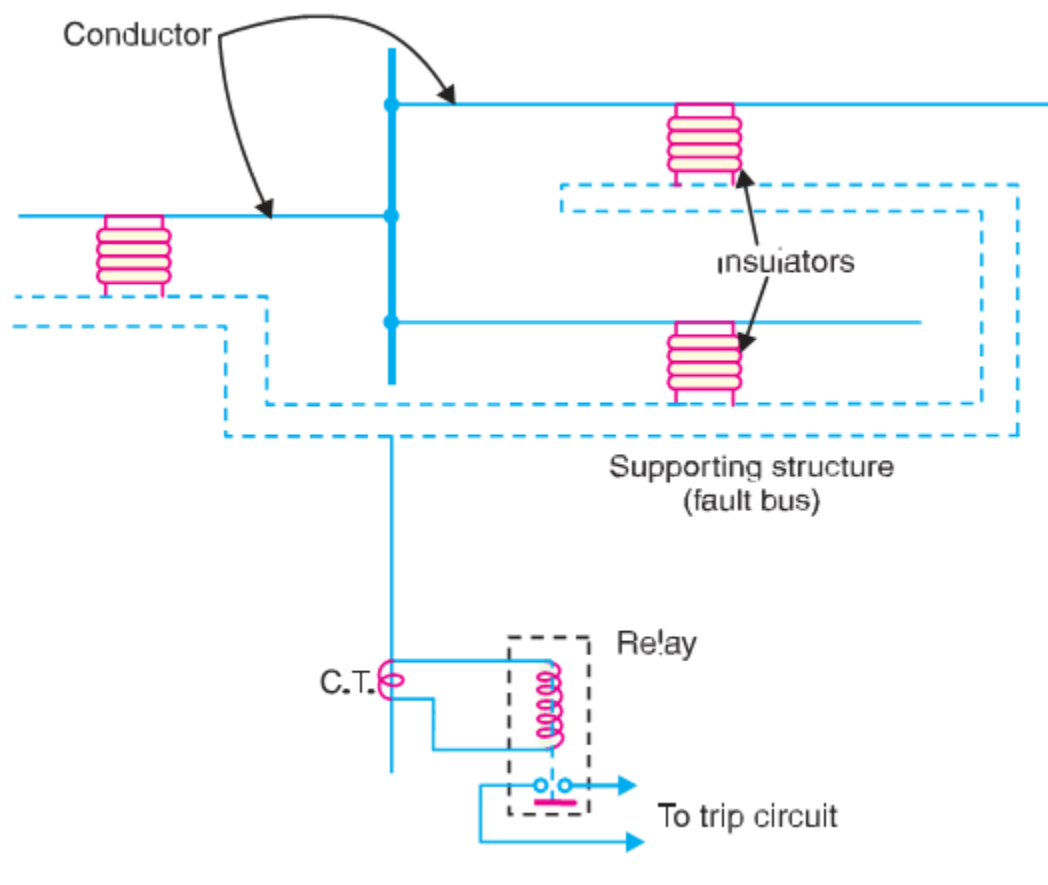 Conductor
Insulators
Supporting structure
(fault bus)
Relay
C.T.
To trip circuit